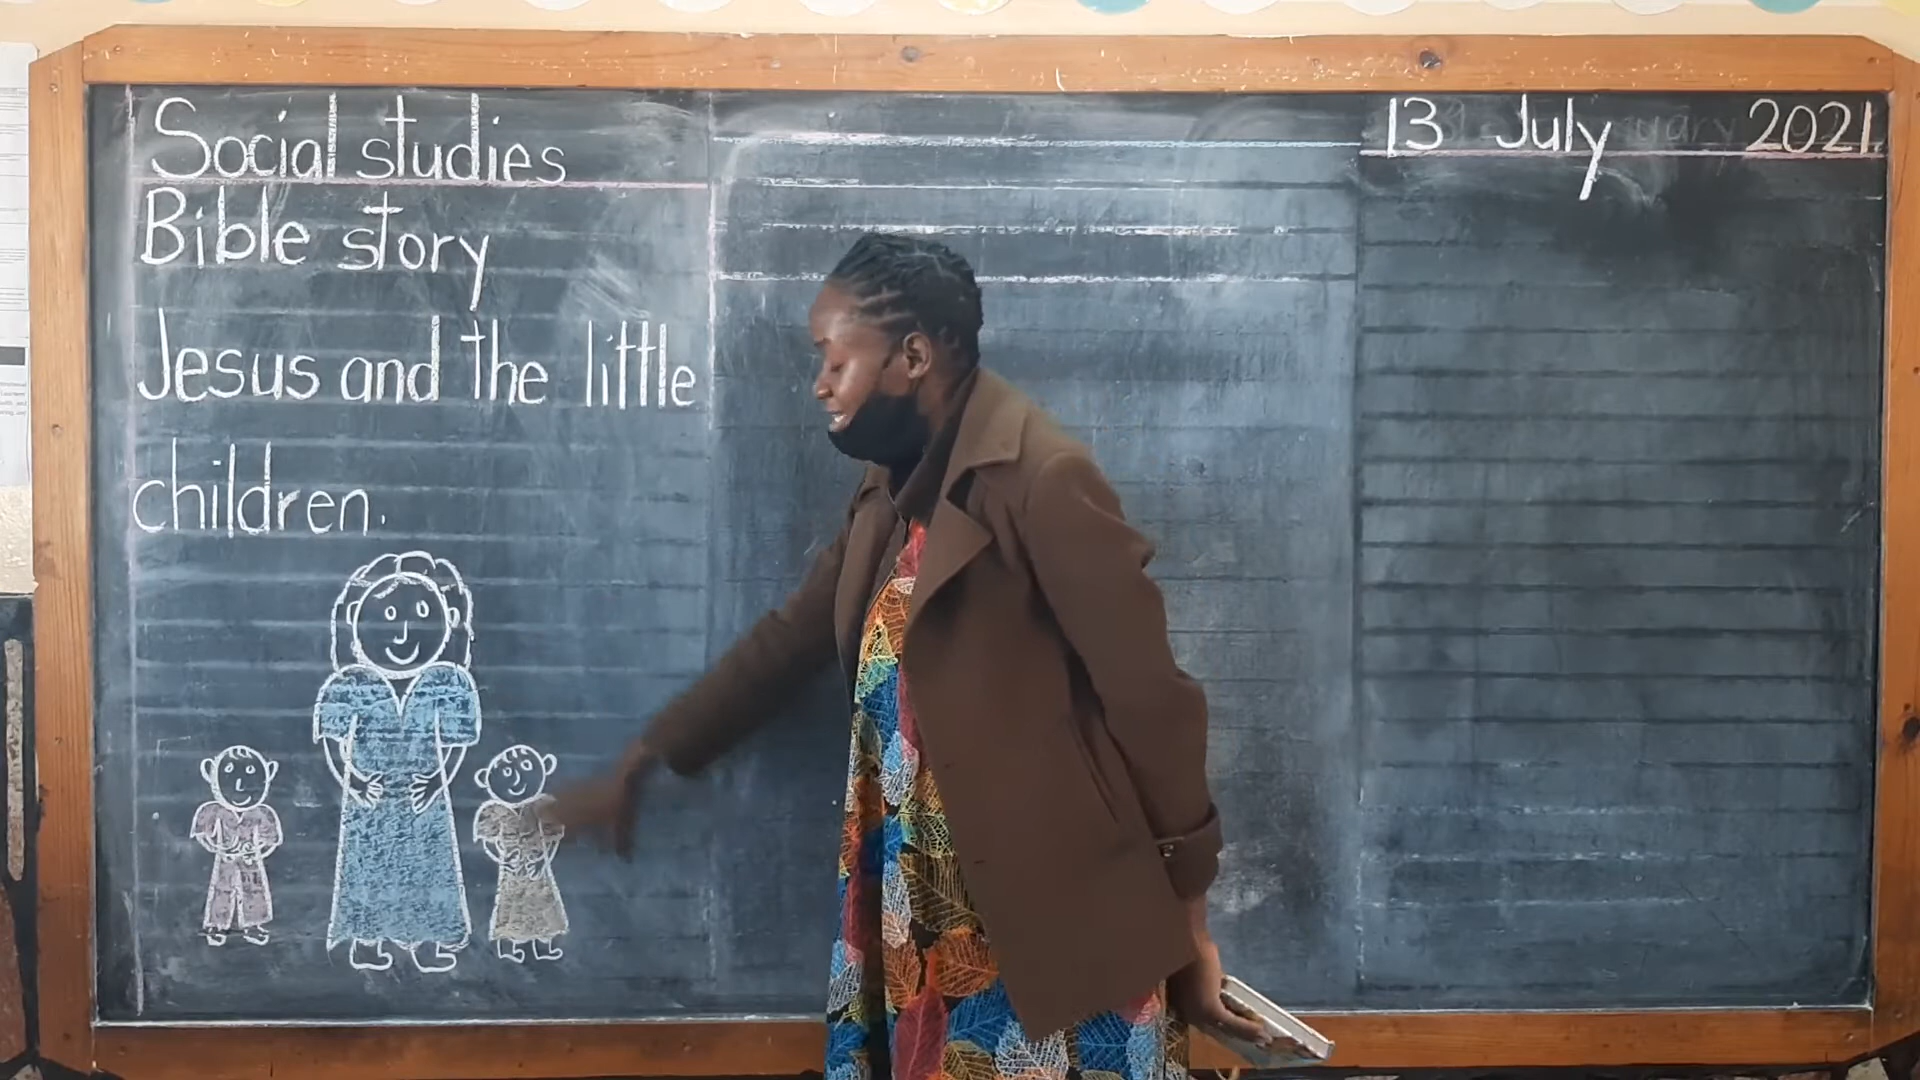 Social studies
13 July 2021.
Bible story
Jesus and the little
children.